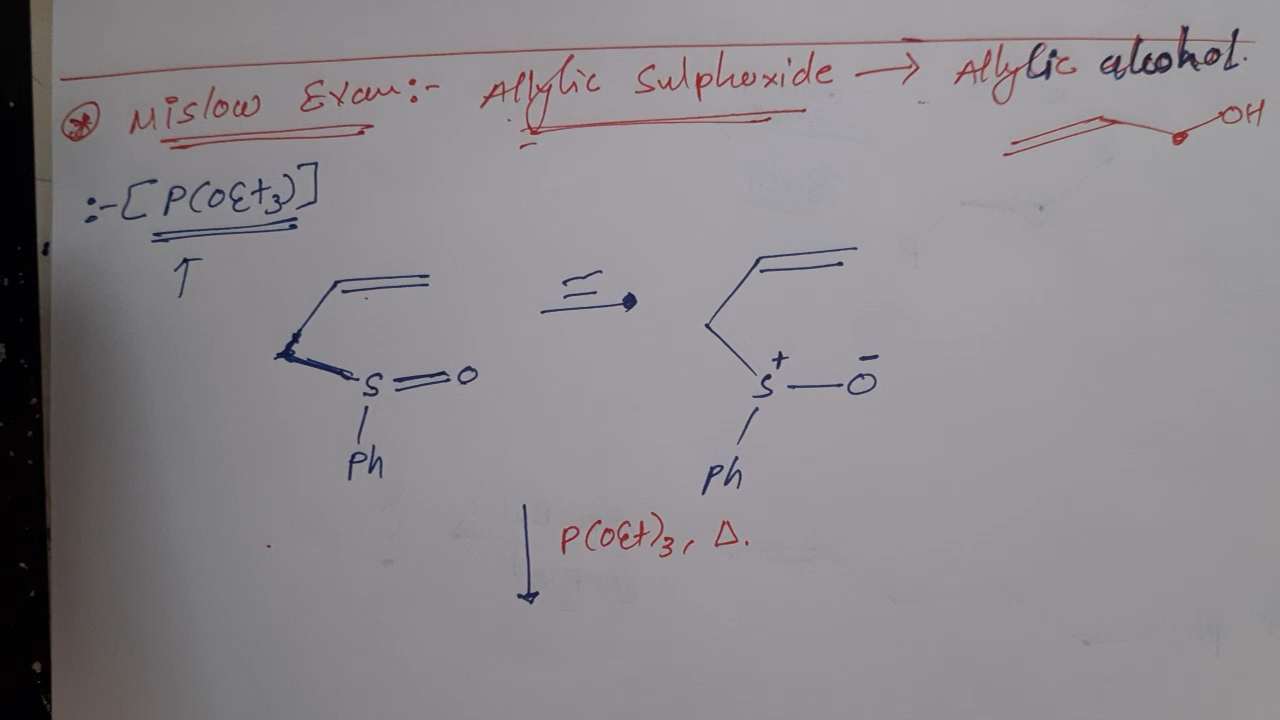 ⊛ Mislow Evan:- Allylic Sulphoxide → Allylic alcohol.
OH
:-[P(OEt3)]
↑
S=O
Ph
≡
S⁺—O⁻
Ph
P(OEt)3, Δ.